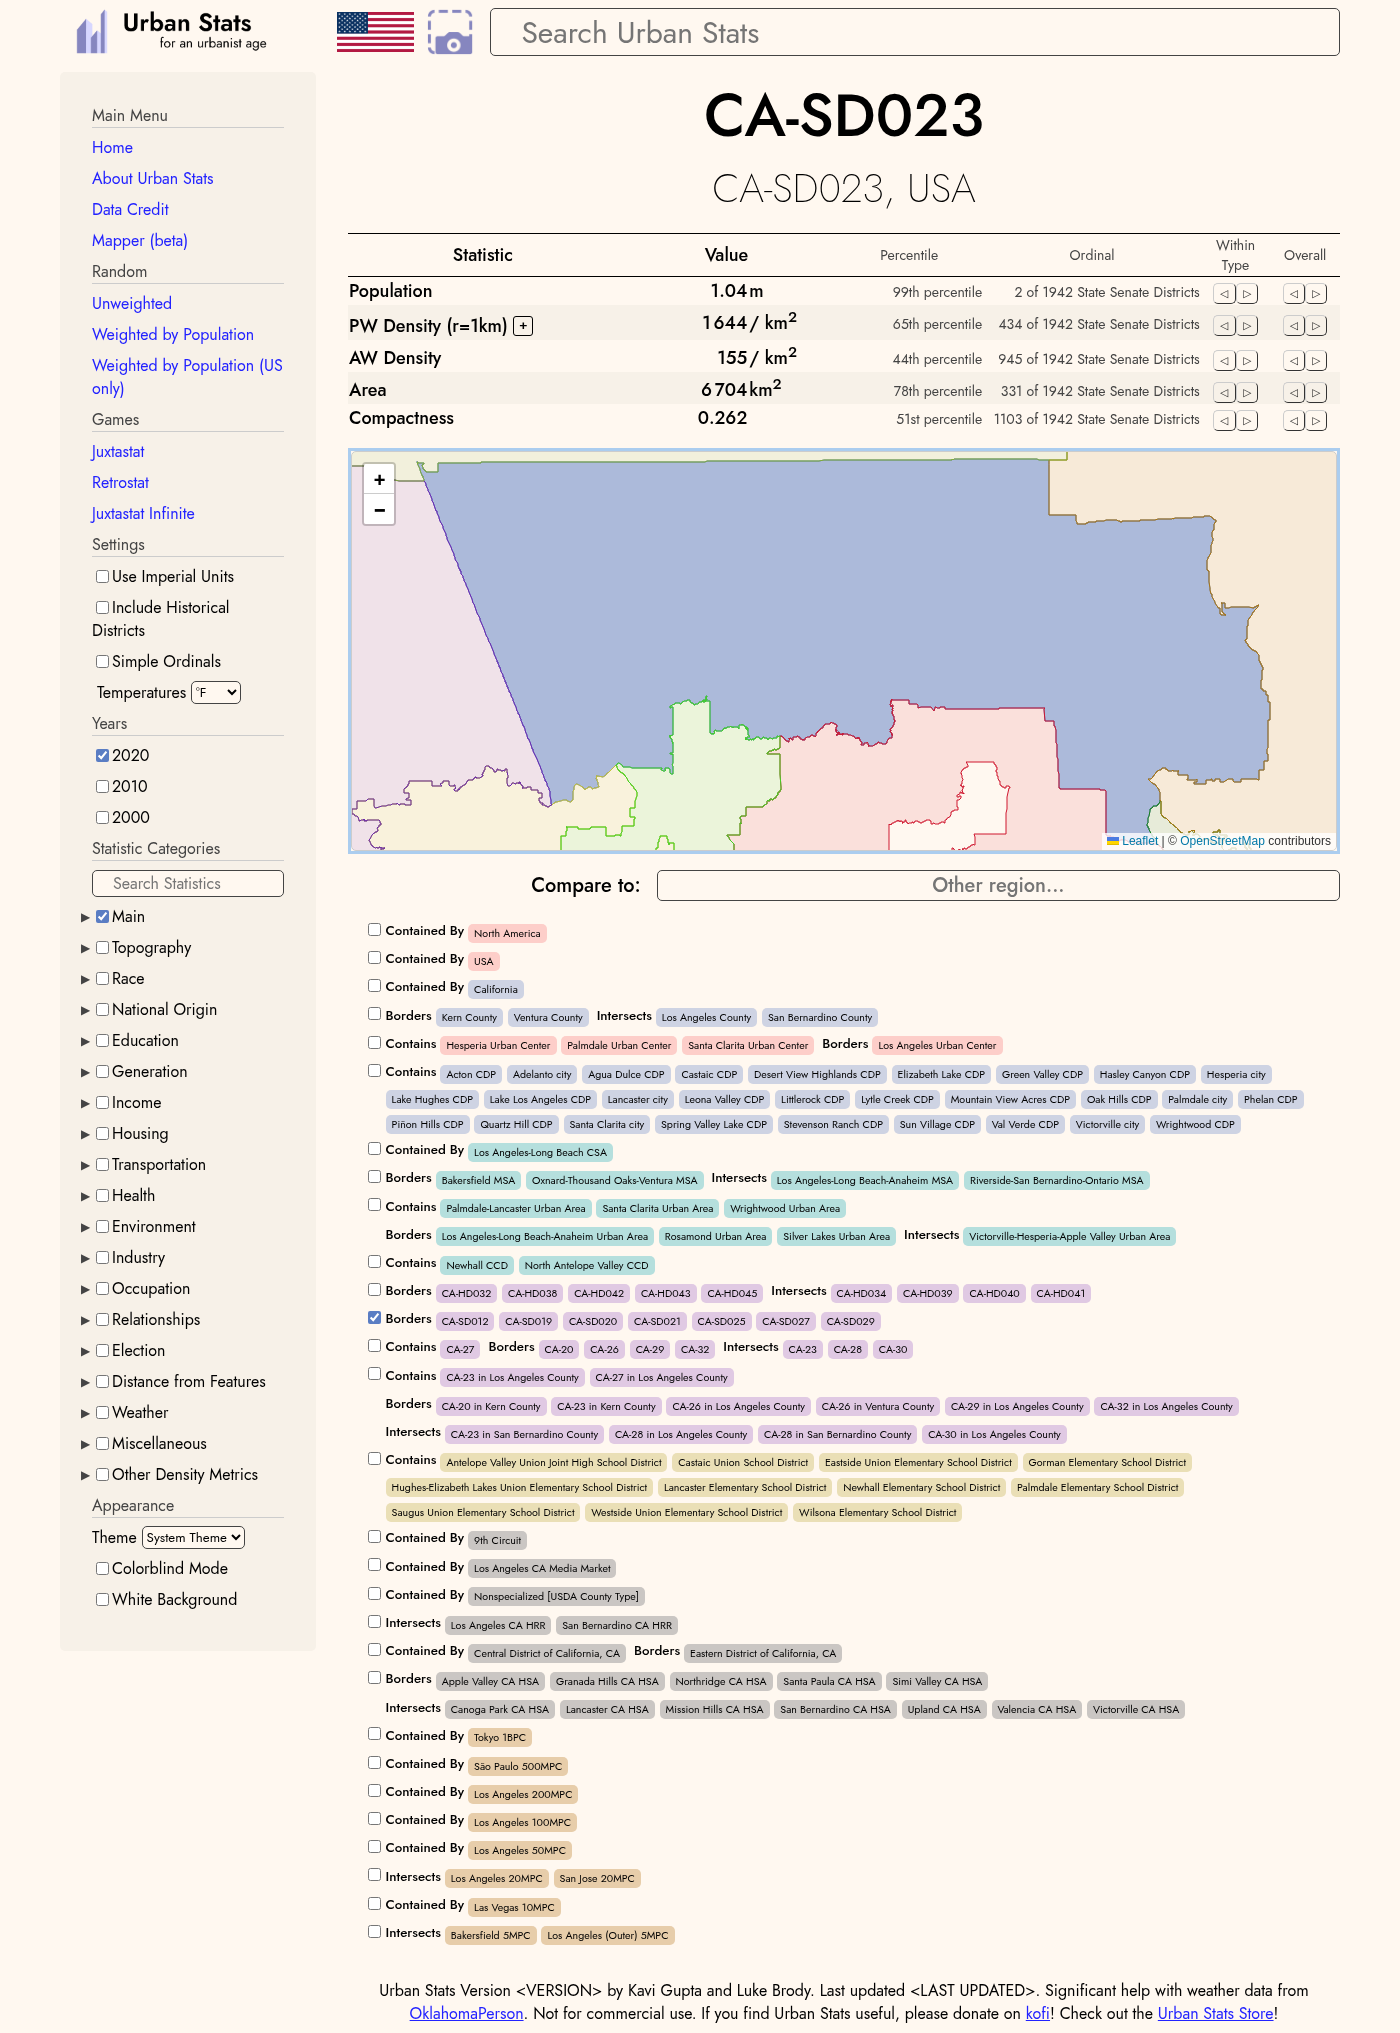 Urban Stats
for an urbanist age
Search Urban Stats
Main Menu
Home
About Urban Stats
Data Credit
Mapper (beta)
Random
Unweighted
Weighted by Population
Weighted by Population (US
only)
Games
Juxtastat
Retrostat
Juxtastat Infinite
Settings
Use Imperial Units
Include Historical
Districts
Simple Ordinals
Temperatures °F
Years
2020
2010
2000
Statistic Categories
Search Statistics
Main
Topography
Race
National Origin
Education
Generation
Income
Housing
Transportation
Health
Environment
Industry
Occupation
Relationships
Election
Distance from Features
Weather
Miscellaneous
Other Density Metrics
Appearance
Theme System Theme
Colorblind Mode
White Background
CA-SD023
CA-SD023, USA
Statistic Value Percentile Ordinal Within Type Overall
Population 1.04 m 99th percentile 2 of 1942 State Senate Districts
PW Density (r=1km) + 1 644 / km² 65th percentile 434 of 1942 State Senate Districts
AW Density 155 / km² 44th percentile 945 of 1942 State Senate Districts
Area 6 704 km² 78th percentile 331 of 1942 State Senate Districts
Compactness 0.262 51st percentile 1103 of 1942 State Senate Districts
+
−
Leaflet | © OpenStreetMap contributors
Compare to: Other region...
Contained By North America
Contained By USA
Contained By California
Borders Kern County Ventura County Intersects Los Angeles County San Bernardino County
Contains Hesperia Urban Center Palmdale Urban Center Santa Clarita Urban Center Borders Los Angeles Urban Center
Contains Acton CDP Adelanto city Agua Dulce CDP Castaic CDP Desert View Highlands CDP Elizabeth Lake CDP Green Valley CDP Hasley Canyon CDP Hesperia city
Lake Hughes CDP Lake Los Angeles CDP Lancaster city Leona Valley CDP Littlerock CDP Lytle Creek CDP Mountain View Acres CDP Oak Hills CDP Palmdale city Phelan CDP
Piñon Hills CDP Quartz Hill CDP Santa Clarita city Spring Valley Lake CDP Stevenson Ranch CDP Sun Village CDP Val Verde CDP Victorville city Wrightwood CDP
Contained By Los Angeles-Long Beach CSA
Borders Bakersfield MSA Oxnard-Thousand Oaks-Ventura MSA Intersects Los Angeles-Long Beach-Anaheim MSA Riverside-San Bernardino-Ontario MSA
Contains Palmdale-Lancaster Urban Area Santa Clarita Urban Area Wrightwood Urban Area
Borders Los Angeles-Long Beach-Anaheim Urban Area Rosamond Urban Area Silver Lakes Urban Area Intersects Victorville-Hesperia-Apple Valley Urban Area
Contains Newhall CCD North Antelope Valley CCD
Borders CA-HD032 CA-HD038 CA-HD042 CA-HD043 CA-HD045 Intersects CA-HD034 CA-HD039 CA-HD040 CA-HD041
Borders CA-SD012 CA-SD019 CA-SD020 CA-SD021 CA-SD025 CA-SD027 CA-SD029
Contains CA-27 Borders CA-20 CA-26 CA-29 CA-32 Intersects CA-23 CA-28 CA-30
Contains CA-23 in Los Angeles County CA-27 in Los Angeles County
Borders CA-20 in Kern County CA-23 in Kern County CA-26 in Los Angeles County CA-26 in Ventura County CA-29 in Los Angeles County CA-32 in Los Angeles County
Intersects CA-23 in San Bernardino County CA-28 in Los Angeles County CA-28 in San Bernardino County CA-30 in Los Angeles County
Contains Antelope Valley Union Joint High School District Castaic Union School District Eastside Union Elementary School District Gorman Elementary School District
Hughes-Elizabeth Lakes Union Elementary School District Lancaster Elementary School District Newhall Elementary School District Palmdale Elementary School District
Saugus Union Elementary School District Westside Union Elementary School District Wilsona Elementary School District
Contained By 9th Circuit
Contained By Los Angeles CA Media Market
Contained By Nonspecialized [USDA County Type]
Intersects Los Angeles CA HRR San Bernardino CA HRR
Contained By Central District of California, CA Borders Eastern District of California, CA
Borders Apple Valley CA HSA Granada Hills CA HSA Northridge CA HSA Santa Paula CA HSA Simi Valley CA HSA
Intersects Canoga Park CA HSA Lancaster CA HSA Mission Hills CA HSA San Bernardino CA HSA Upland CA HSA Valencia CA HSA Victorville CA HSA
Contained By Tokyo 1BPC
Contained By São Paulo 500MPC
Contained By Los Angeles 200MPC
Contained By Los Angeles 100MPC
Contained By Los Angeles 50MPC
Intersects Los Angeles 20MPC San Jose 20MPC
Contained By Las Vegas 10MPC
Intersects Bakersfield 5MPC Los Angeles (Outer) 5MPC
Urban Stats Version <VERSION> by Kavi Gupta and Luke Brody. Last updated <LAST UPDATED>. Significant help with weather data from
OklahomaPerson. Not for commercial use. If you find Urban Stats useful, please donate on kofi! Check out the Urban Stats Store!